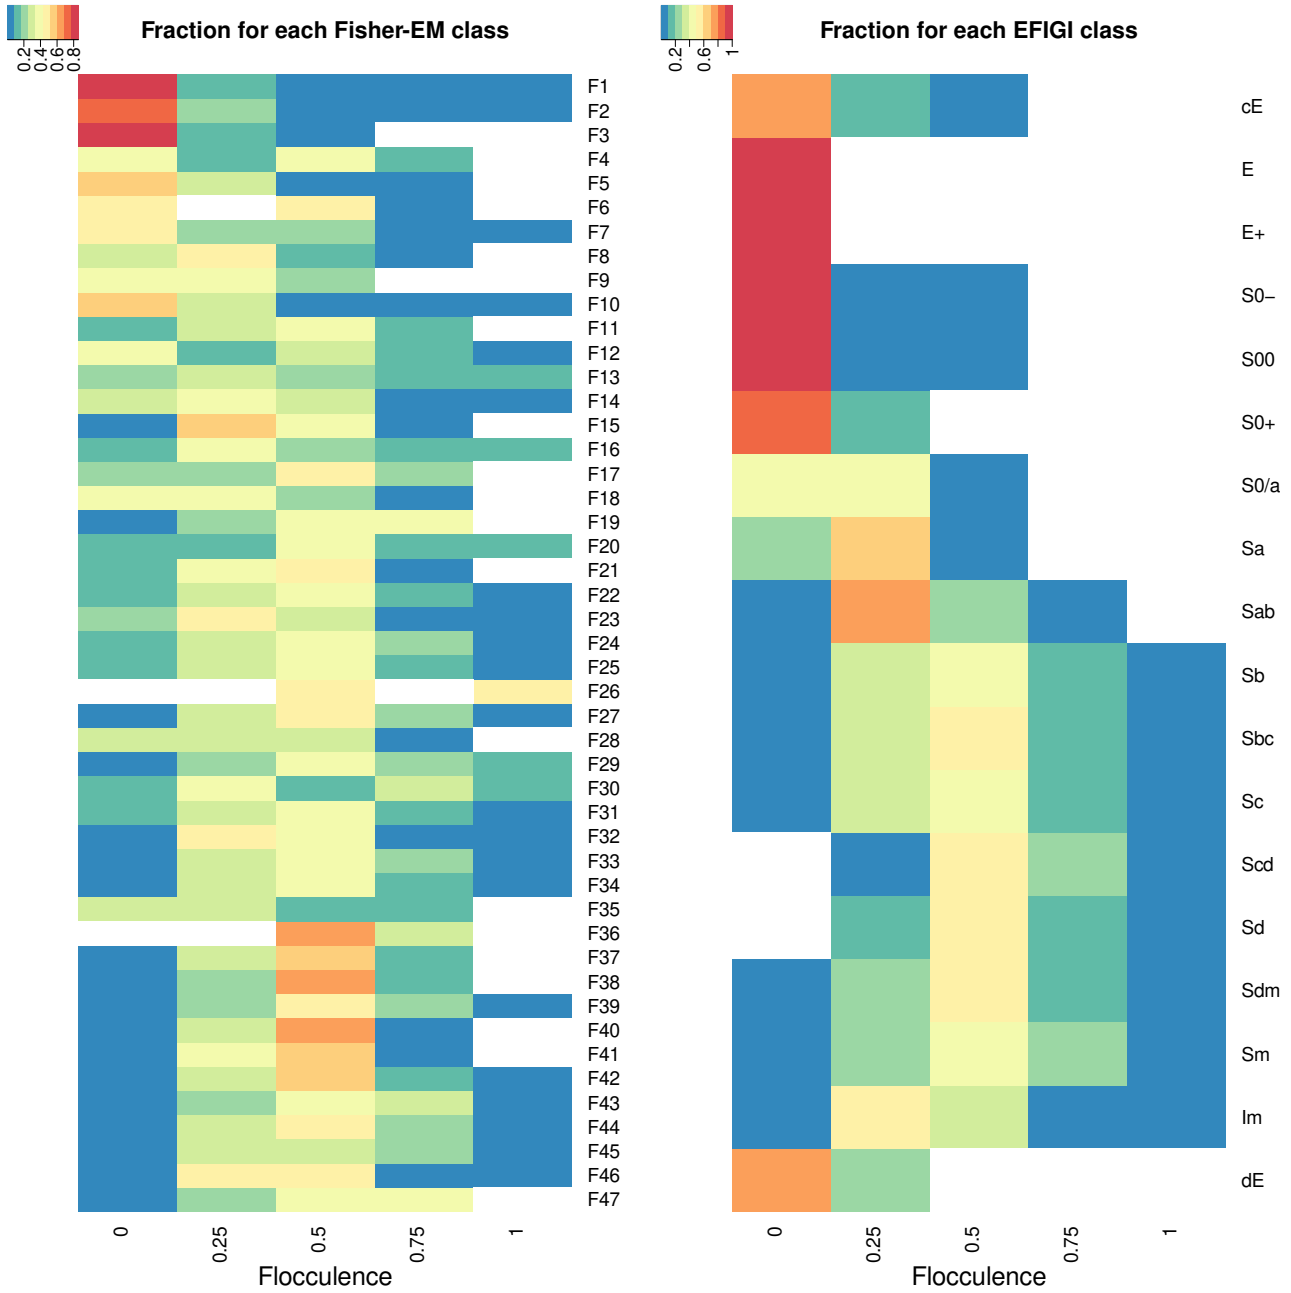 Fraction for each Fisher-EM class
0.2
0.4
0.6
0.8
F1
F2
F3
F4
F5
F6
F7
F8
F9
F10
F11
F12
F13
F14
F15
F16
F17
F18
F19
F20
F21
F22
F23
F24
F25
F26
F27
F28
F29
F30
F31
F32
F33
F34
F35
F36
F37
F38
F39
F40
F41
F42
F43
F44
F45
F46
F47
0
0.25
0.5
0.75
1
Flocculence
Fraction for each EFIGI class
0.2
0.6
1
cE
E
E+
S0−
S00
S0+
S0/a
Sa
Sab
Sb
Sbc
Sc
Scd
Sd
Sdm
Sm
Im
dE
0
0.25
0.5
0.75
1
Flocculence